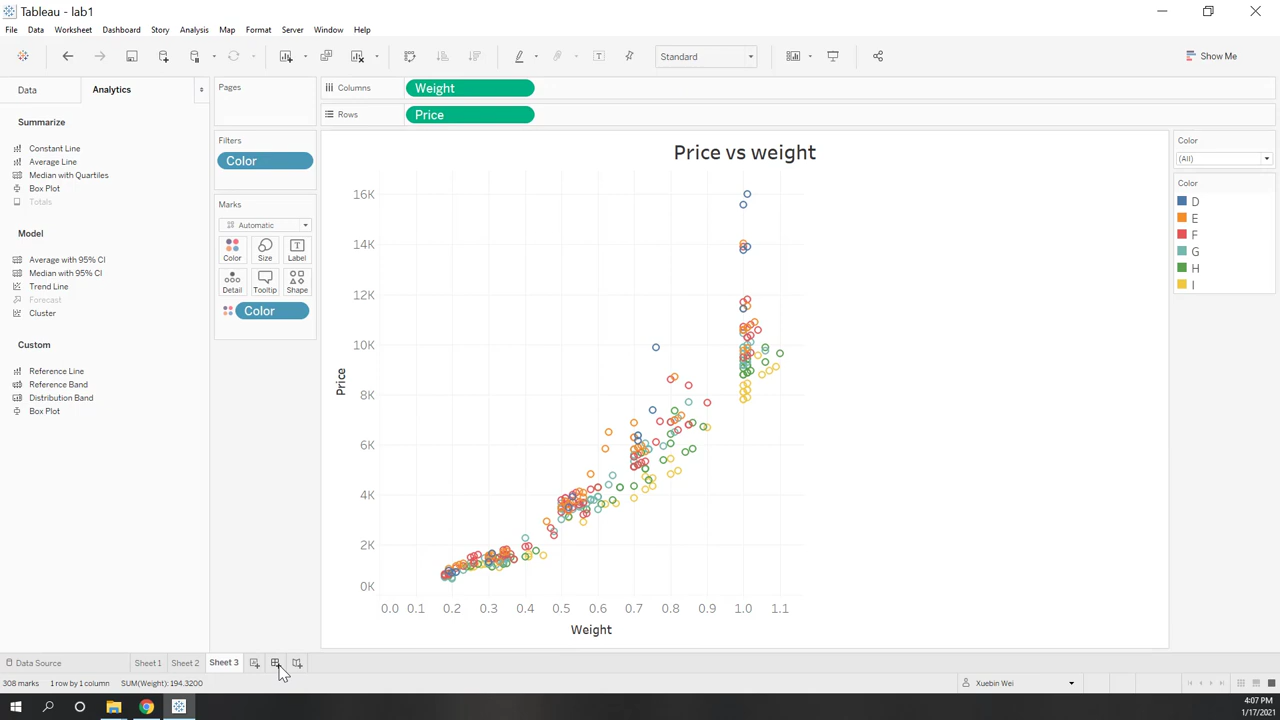 Tableau - lab1
File Data Worksheet Dashboard Story Analysis Map Format Server Window Help
Standard
Show Me
Data Analytics
Summarize
Constant Line
Average Line
Median with Quartiles
Box Plot
Totals
Model
Average with 95% CI
Median with 95% CI
Trend Line
Forecast
Cluster
Custom
Reference Line
Reference Band
Distribution Band
Box Plot
Pages
Filters
Color
Marks
Automatic
Color Size Label
Detail Tooltip Shape
Color
Columns Weight
Rows Price
Price vs weight
16K
14K
12K
10K
8K
6K
4K
2K
0K
Price
0.0 0.1 0.2 0.3 0.4 0.5 0.6 0.7 0.8 0.9 1.0 1.1
Weight
Color
(All)
Color
D
E
F
G
H
I
Data Source Sheet 1 Sheet 2 Sheet 3
308 marks 1 row by 1 column SUM(Weight): 194.3200
Xuebin Wei
4:07 PM
1/17/2021